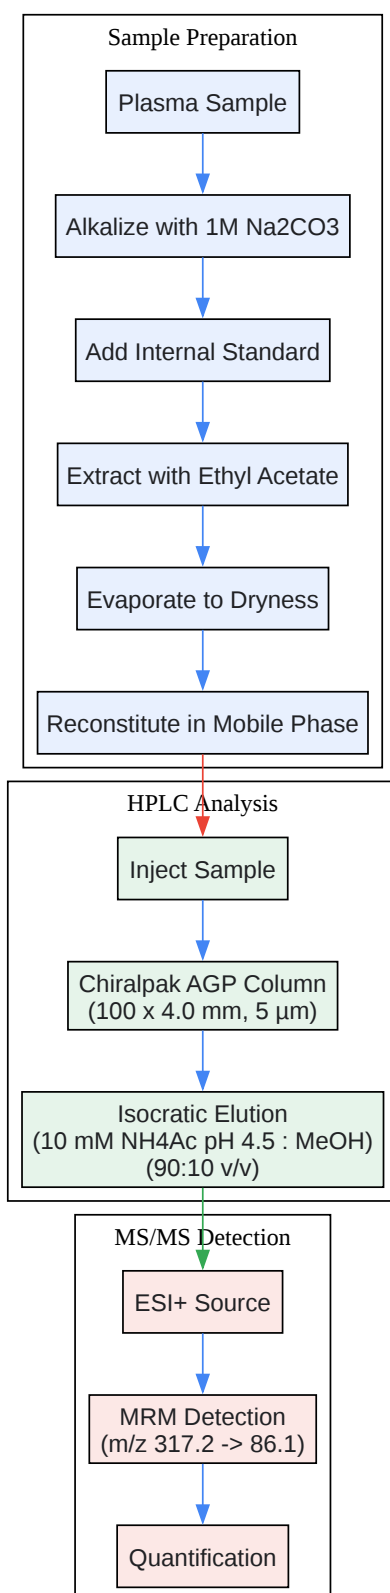 Sample Preparation
Plasma Sample
Alkalize with 1M Na2CO3
Add Internal Standard
Extract with Ethyl Acetate
Evaporate to Dryness
Reconstitute in Mobile Phase
HPLC Analysis
Inject Sample
Chiralpak AGP Column
(100 x 4.0 mm, 5 µm)
Isocratic Elution
(10 mM NH4Ac pH 4.5 : MeOH)
(90:10 v/v)
MS/MS Detection
ESI+ Source
MRM Detection
(m/z 317.2 -> 86.1)
Quantification